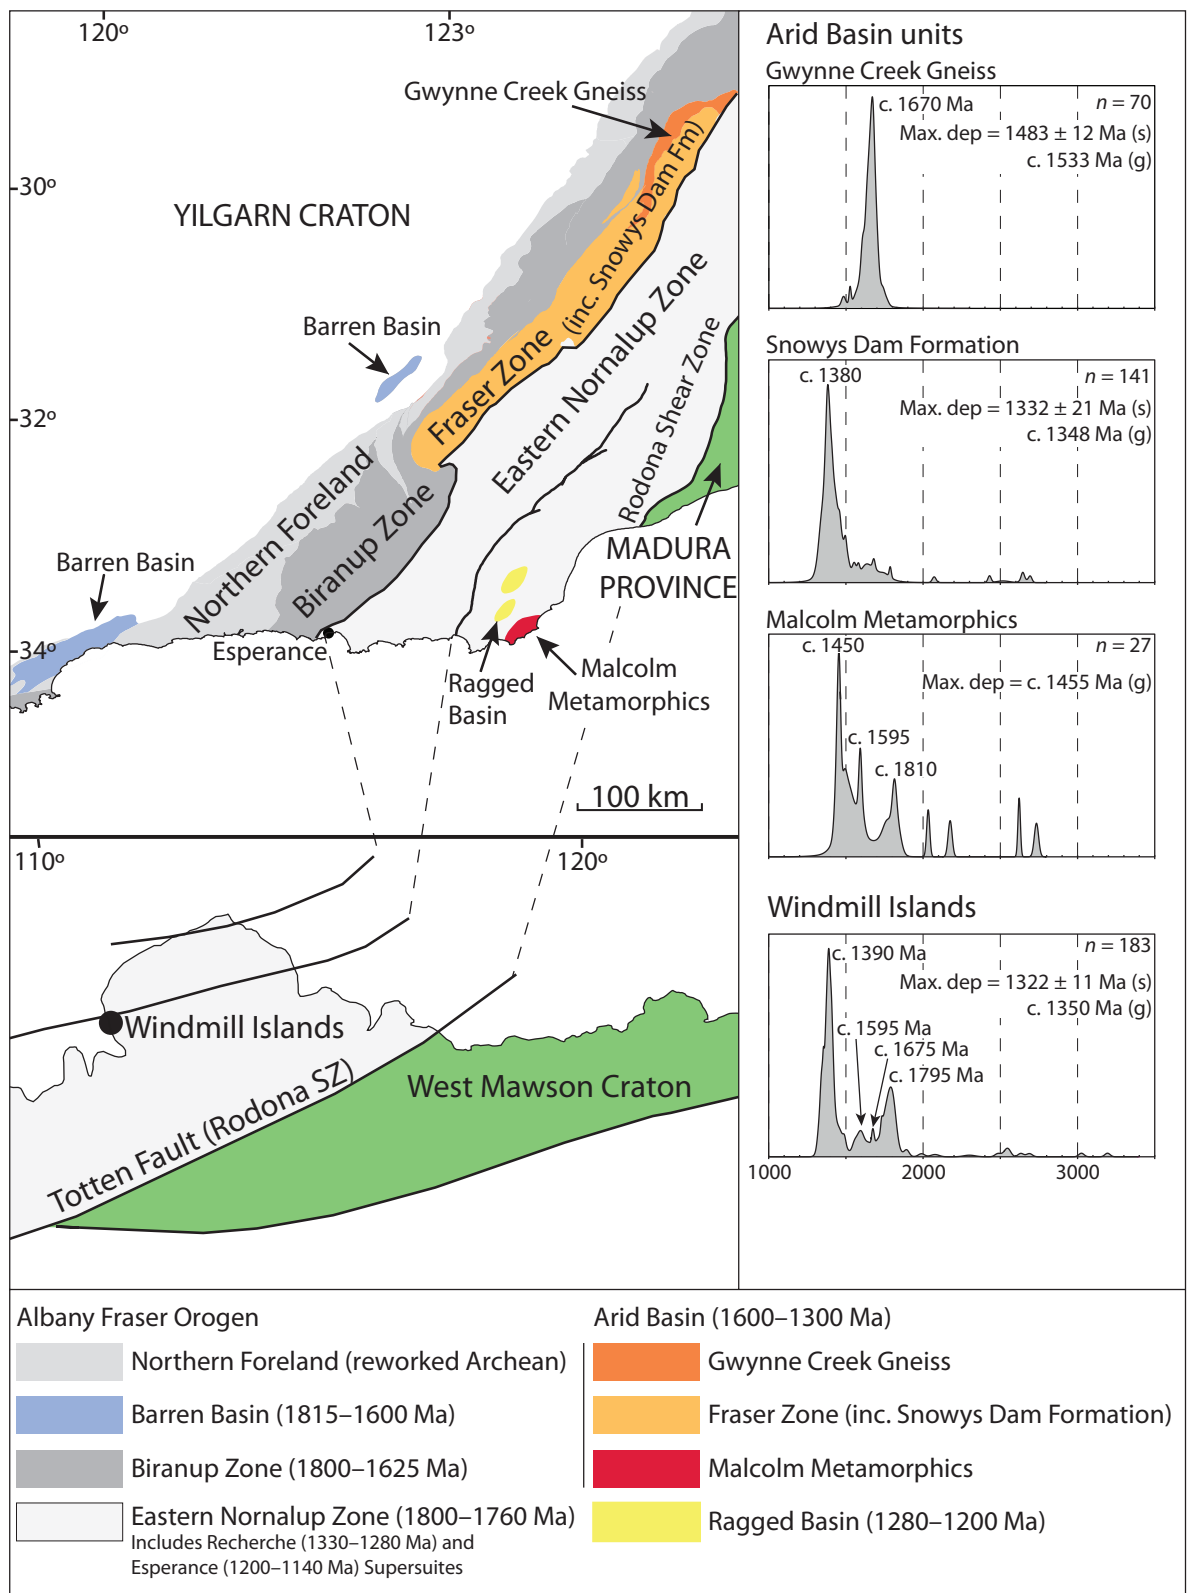 120º
123º
Gwynne Creek Gneiss
30º
YILGARN CRATON
Barren Basin
32º
Fraser Zone (inc. Snowys Dam Fm)
Eastern Nornalup Zone
Rodona Shear Zone
Northern Foreland
Biranup Zone
MADURA
PROVINCE
Barren Basin
34º
Esperance
Ragged
Basin
Malcolm
Metamorphics
100 km
110º
120º
Windmill Islands
West Mawson Craton
Totten Fault (Rodona SZ)
Arid Basin units
Gwynne Creek Gneiss
c. 1670 Ma
n = 70
Max. dep = 1483 ± 12 Ma (s)
c. 1533 Ma (g)
Snowys Dam Formation
c. 1380
n = 141
Max. dep = 1332 ± 21 Ma (s)
c. 1348 Ma (g)
Malcolm Metamorphics
c. 1450
n = 27
Max. dep = c. 1455 Ma (g)
c. 1595
c. 1810
Windmill Islands
n = 183
c. 1390 Ma
Max. dep = 1322 ± 11 Ma (s)
c. 1350 Ma (g)
c. 1595 Ma
c. 1675 Ma
c. 1795 Ma
1000
2000
3000
Albany Fraser Orogen
Northern Foreland (reworked Archean)
Barren Basin (1815–1600 Ma)
Biranup Zone (1800–1625 Ma)
Eastern Nornalup Zone (1800–1760 Ma)
Includes Recherche (1330–1280 Ma) and
Esperance (1200–1140 Ma) Supersuites
Arid Basin (1600–1300 Ma)
Gwynne Creek Gneiss
Fraser Zone (inc. Snowys Dam Formation)
Malcolm Metamorphics
Ragged Basin (1280–1200 Ma)